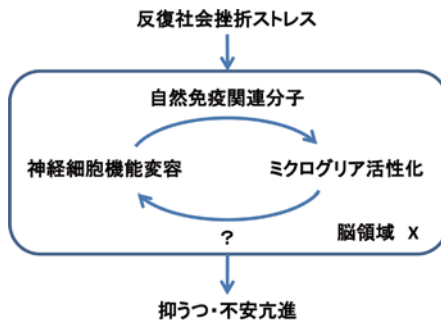 反復社会挫折ストレス
自然免疫関連分子
神経細胞機能変容
ミクログリア活性化
?
脳領域 X
抑うつ・不安亢進